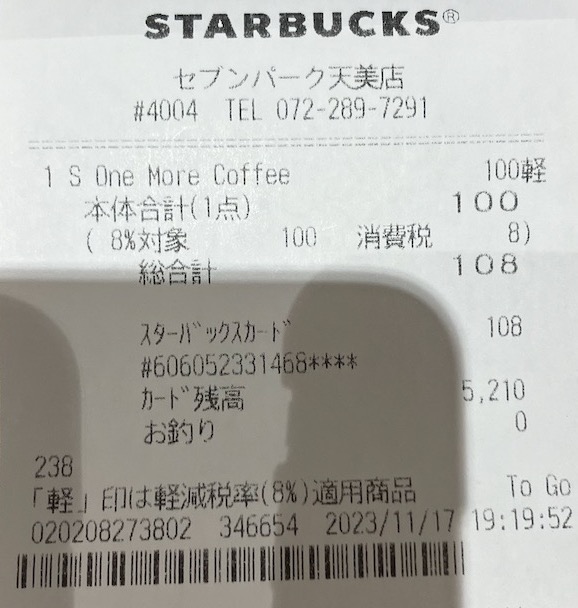 STARBUCKS®
セブンパーク天美店
#4004 TEL 072-289-7291
1 S One More Coffee 100軽
本体合計(1点) 100
( 8%対象 100 消費税 8)
総合計 108
スターバックスカード 108
#606052331468****
カード残高 5,210
お釣り 0
238
「軽」印は軽減税率(8%)適用商品 To Go
020208273802 346654 2023/11/17 19:19:52